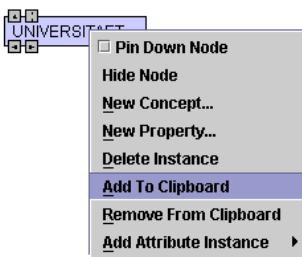 UNIVERSITAET
Pin Down Node
Hide Node
New Concept...
New Property...
Delete Instance
Add To Clipboard
Remove From Clipboard
Add Attribute Instance